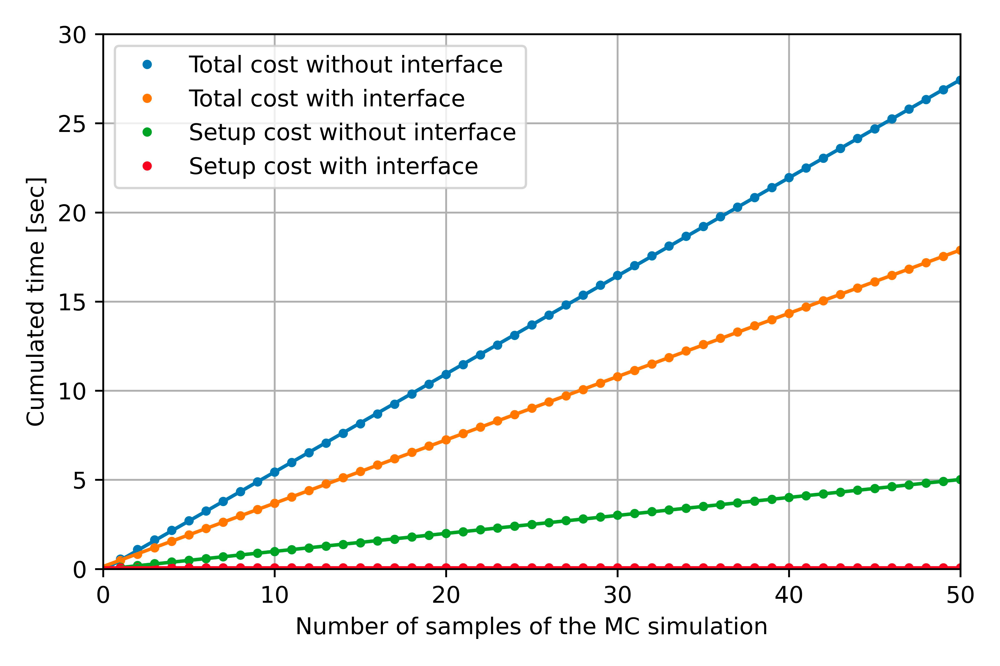 30
25
20
15
10
5
0
Cumulated time [sec]
Total cost without interface
Total cost with interface
Setup cost without interface
Setup cost with interface
0 10 20 30 40 50
Number of samples of the MC simulation